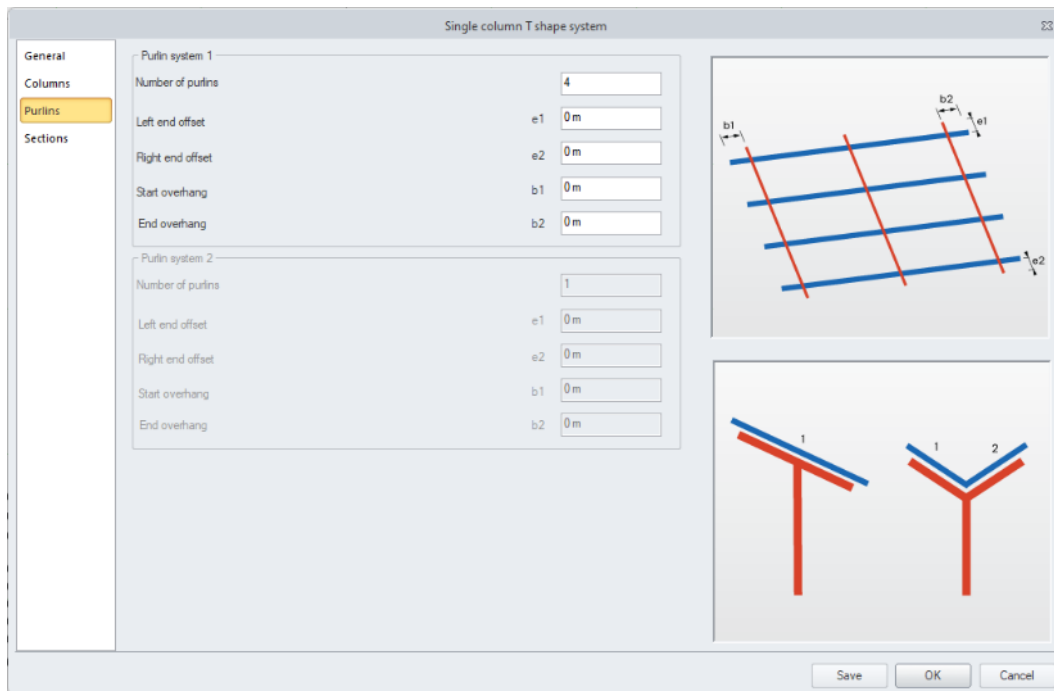 Single column T shape system
General
Columns
Purlins
Sections
Purlin system 1
Number of purlins 4
Left end offset e1 0 m
Right end offset e2 0 m
Start overhang b1 0 m
End overhang b2 0 m
Purlin system 2
Number of purlins 1
Left end offset e1 0 m
Right end offset e2 0 m
Start overhang b1 0 m
End overhang b2 0 m
b1 b2 e1
e2
1 1 2
Save OK Cancel